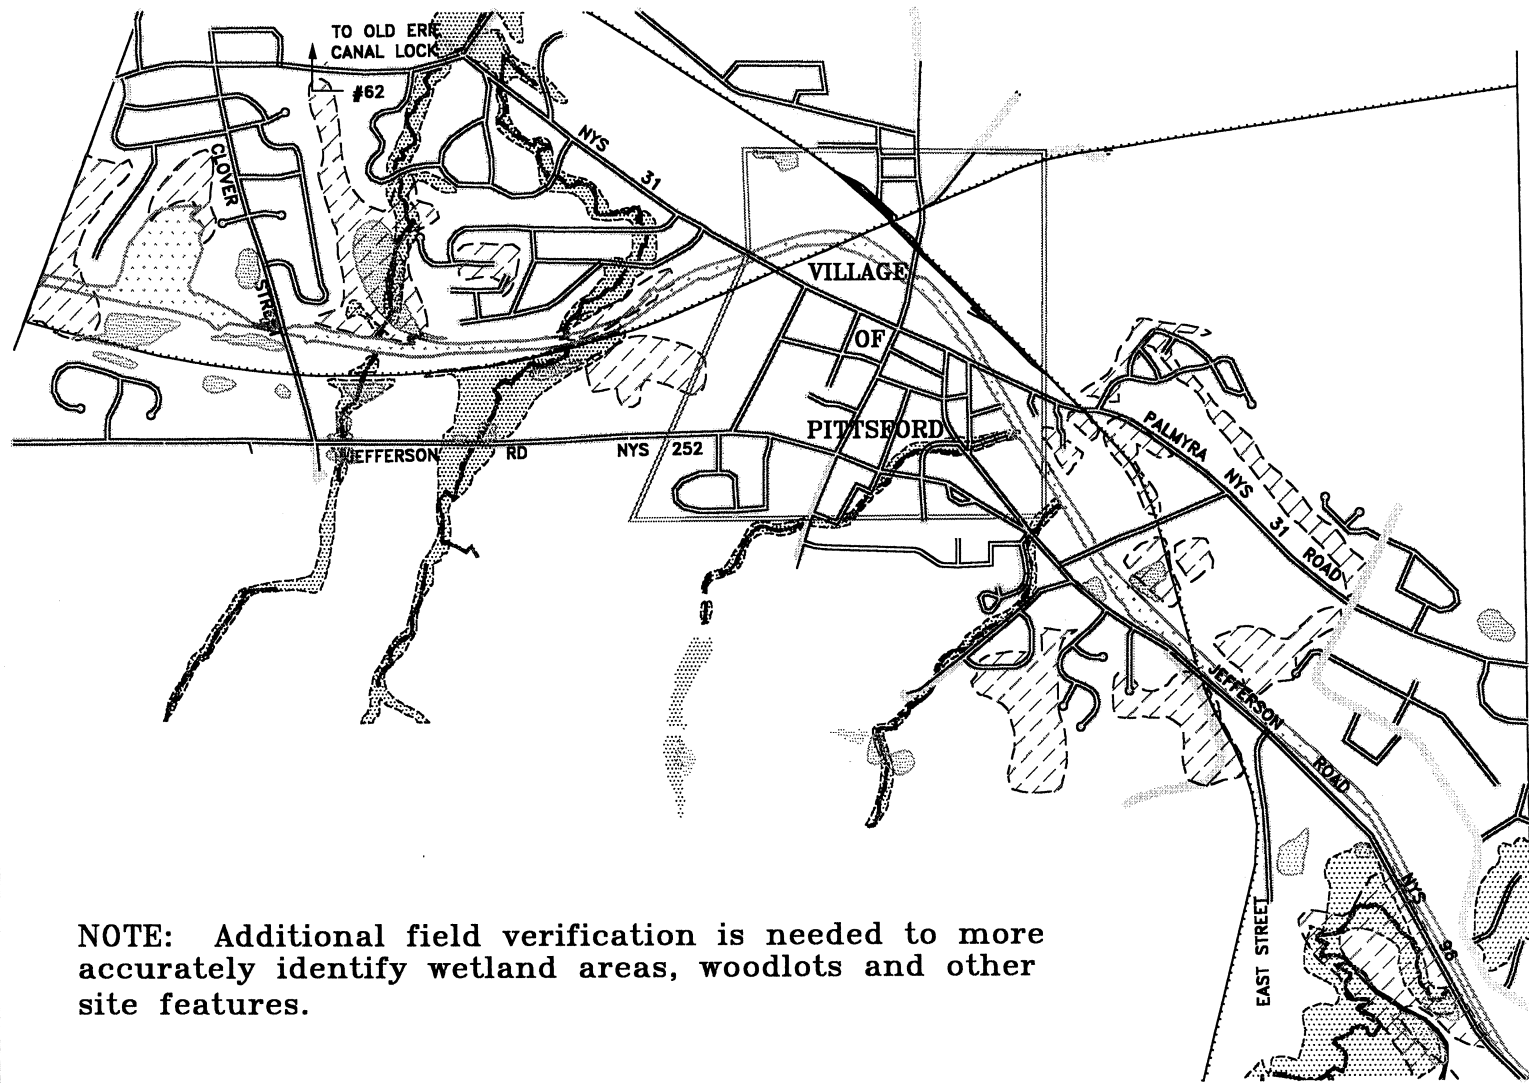 TO OLD ERIE
CANAL LOCK
#62
NYS
31
CLOVER
STREET
VILLAGE
OF
PITTSFORD
JEFFERSON
RD
NYS
252
PALMYRA
NYS
31
ROAD
JEFFERSON
ROAD
NYS
96
EAST STREET
NOTE: Additional field verification is needed to more
accurately identify wetland areas, woodlots and other
site features.